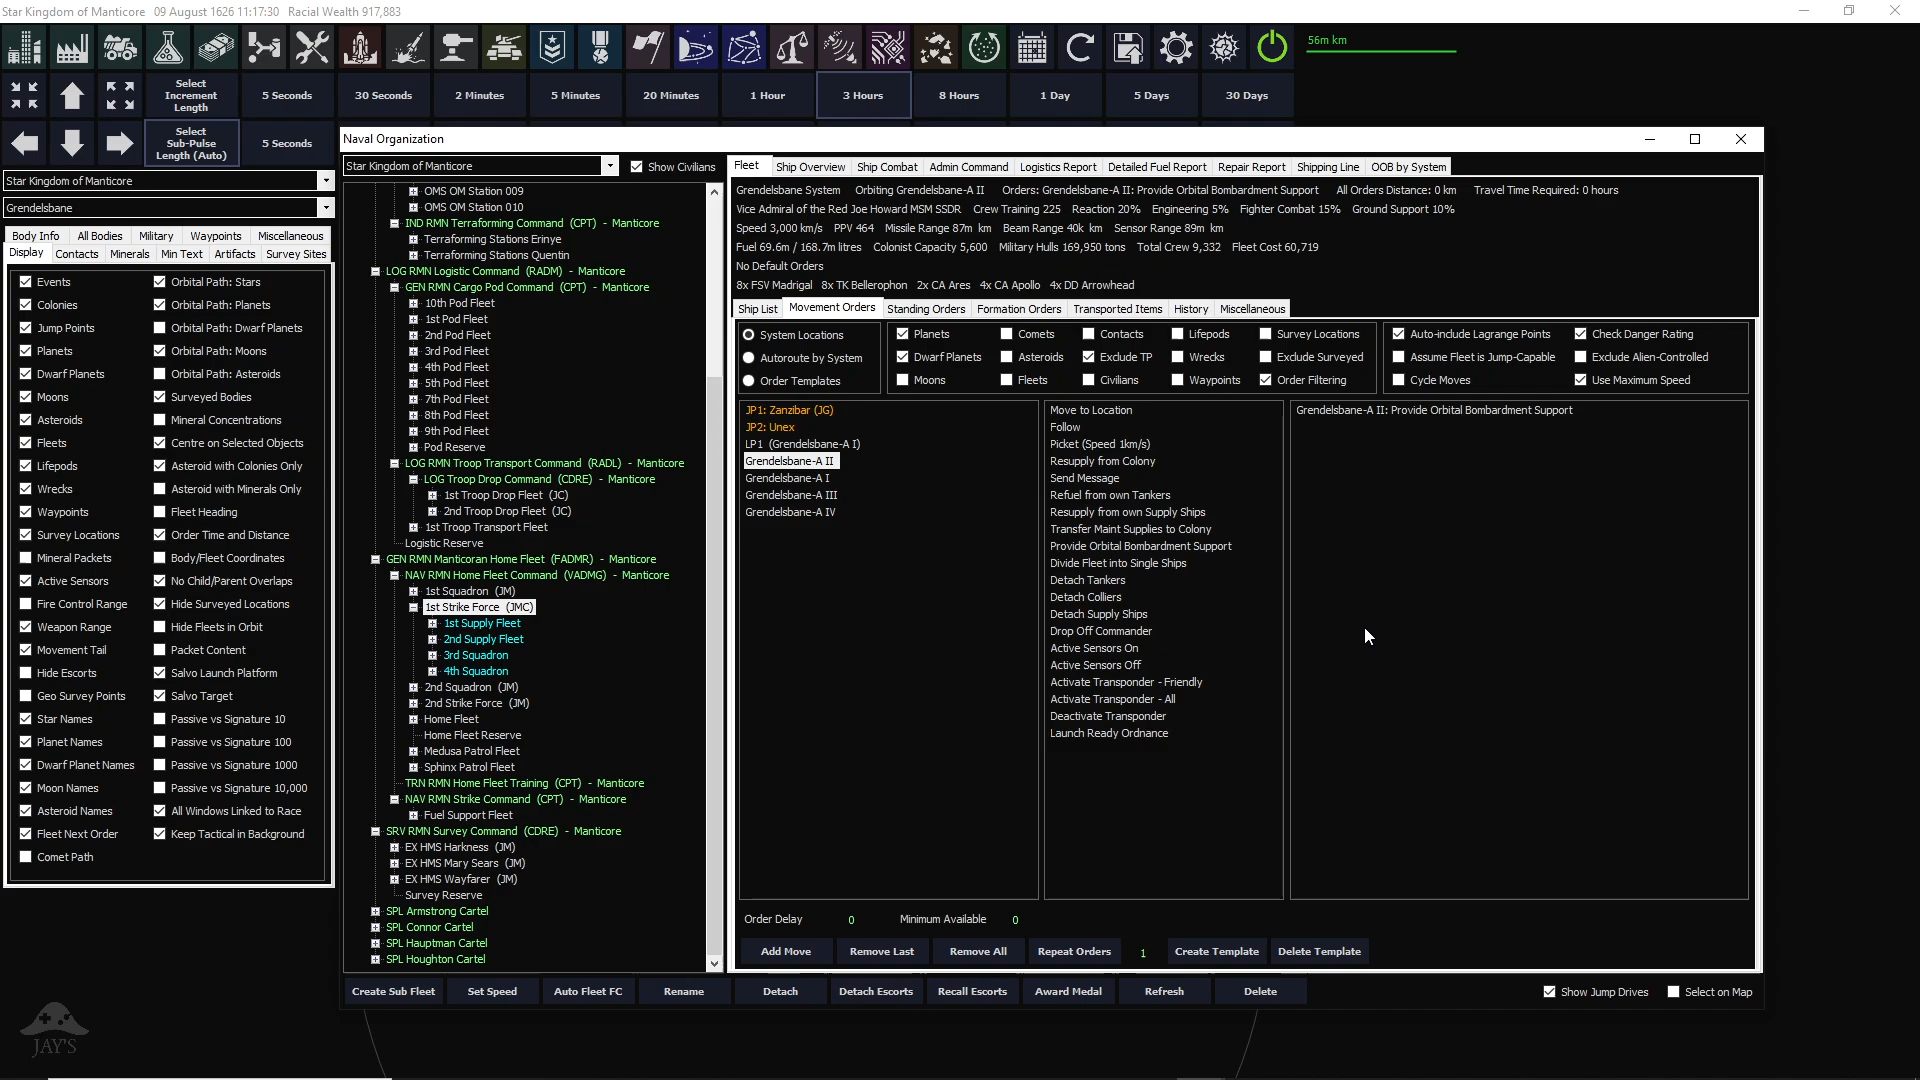 Star Kingdom of Manticore   09 August 1626 11:17:30   Racial Wealth 917,883
56m km
Select Increment Length
5 Seconds
30 Seconds
2 Minutes
5 Minutes
20 Minutes
1 Hour
3 Hours
8 Hours
1 Day
5 Days
30 Days
Select Sub-Pulse Length (Auto)
5 Seconds
Star Kingdom of Manticore
Grendelsbane
Body Info   All Bodies   Military   Waypoints   Miscellaneous
Display   Contacts   Minerals   Min Text   Artifacts   Survey Sites
Events   Orbital Path: Stars
Colonies   Orbital Path: Planets
Jump Points   Orbital Path: Dwarf Planets
Planets   Orbital Path: Moons
Dwarf Planets   Orbital Path: Asteroids
Moons   Surveyed Bodies
Asteroids   Mineral Concentrations
Fleets   Centre on Selected Objects
Lifepods   Asteroid with Colonies Only
Wrecks   Asteroid with Minerals Only
Waypoints   Fleet Heading
Survey Locations   Order Time and Distance
Mineral Packets   Body/Fleet Coordinates
Active Sensors   No Child/Parent Overlaps
Fire Control Range   Hide Surveyed Locations
Weapon Range   Hide Fleets in Orbit
Movement Tail   Packet Content
Hide Escorts   Salvo Launch Platform
Geo Survey Points   Salvo Target
Star Names   Passive vs Signature 10
Planet Names   Passive vs Signature 100
Dwarf Planet Names   Passive vs Signature 1000
Moon Names   Passive vs Signature 10,000
Asteroid Names   All Windows Linked to Race
Fleet Next Order   Keep Tactical in Background
Comet Path
JAY'S
Naval Organization
Star Kingdom of Manticore   Show Civilians
OMS OM Station 009
OMS OM Station 010
IND RMN Terraforming Command  (CPT)  - Manticore
Terraforming Stations Erinye
Terraforming Stations Quentin
LOG RMN Logistic Command  (RADM)  - Manticore
GEN RMN Cargo Pod Command  (CPT)  - Manticore
10th Pod Fleet
1st Pod Fleet
2nd Pod Fleet
3rd Pod Fleet
4th Pod Fleet
5th Pod Fleet
7th Pod Fleet
8th Pod Fleet
9th Pod Fleet
Pod Reserve
LOG RMN Troop Transport Command  (RADL)  - Manticore
LOG Troop Drop Command  (CDRE)  - Manticore
1st Troop Drop Fleet  (JC)
2nd Troop Drop Fleet  (JC)
1st Troop Transport Fleet
Logistic Reserve
GEN RMN Manticoran Home Fleet  (FADMR)  - Manticore
NAV RMN Home Fleet Command  (VADMG)  - Manticore
1st Squadron  (JM)
1st Strike Force  (JMC)
1st Supply Fleet
2nd Supply Fleet
3rd Squadron
4th Squadron
2nd Squadron  (JM)
2nd Strike Force  (JM)
Home Fleet
Home Fleet Reserve
Medusa Patrol Fleet
Sphinx Patrol Fleet
TRN RMN Home Fleet Training  (CPT)  - Manticore
NAV RMN Strike Command  (CPT)  - Manticore
Fuel Support Fleet
SRV RMN Survey Command  (CDRE)  - Manticore
EX HMS Harkness  (JM)
EX HMS Mary Sears  (JM)
EX HMS Wayfarer  (JM)
Survey Reserve
SPL Armstrong Cartel
SPL Connor Cartel
SPL Hauptman Cartel
SPL Houghton Cartel
Fleet   Ship Overview   Ship Combat   Admin Command   Logistics Report   Detailed Fuel Report   Repair Report   Shipping Line   OOB by System
Grendelsbane System   Orbiting Grendelsbane-A II   Orders: Grendelsbane-A II: Provide Orbital Bombardment Support   All Orders Distance: 0 km   Travel Time Required: 0 hours
Vice Admiral of the Red Joe Howard MSM SSDR   Crew Training 225   Reaction 20%   Engineering 5%   Fighter Combat 15%   Ground Support 10%
Speed 3,000 km/s   PPV 464   Missile Range 87m  km   Beam Range 40k  km   Sensor Range 89m  km
Fuel 69.6m / 168.7m litres   Colonist Capacity 5,600   Military Hulls 169,950 tons   Total Crew 9,332   Fleet Cost 60,719
No Default Orders
8x FSV Madrigal   8x TK Bellerophon   2x CA Ares   4x CA Apollo   4x DD Arrowhead
Ship List   Movement Orders   Standing Orders   Formation Orders   Transported Items   History   Miscellaneous
System Locations   Planets   Comets   Contacts   Lifepods   Survey Locations   Auto-include Lagrange Points   Check Danger Rating
Autoroute by System   Dwarf Planets   Asteroids   Exclude TP   Wrecks   Exclude Surveyed   Assume Fleet is Jump-Capable   Exclude Alien-Controlled
Order Templates   Moons   Fleets   Civilians   Waypoints   Order Filtering   Cycle Moves   Use Maximum Speed
JP1: Zanzibar (JG)
JP2: Unex
LP1  (Grendelsbane-A I)
Grendelsbane-A II
Grendelsbane-A I
Grendelsbane-A III
Grendelsbane-A IV
Move to Location
Follow
Picket (Speed 1km/s)
Resupply from Colony
Send Message
Refuel from own Tankers
Resupply from own Supply Ships
Transfer Maint Supplies to Colony
Provide Orbital Bombardment Support
Divide Fleet into Single Ships
Detach Tankers
Detach Colliers
Detach Supply Ships
Drop Off Commander
Active Sensors On
Active Sensors Off
Activate Transponder - Friendly
Activate Transponder - All
Deactivate Transponder
Launch Ready Ordnance
Grendelsbane-A II: Provide Orbital Bombardment Support
Order Delay   0   Minimum Available   0
Add Move   Remove Last   Remove All   Repeat Orders   1   Create Template   Delete Template
Create Sub Fleet   Set Speed   Auto Fleet FC   Rename   Detach   Detach Escorts   Recall Escorts   Award Medal   Refresh   Delete   Show Jump Drives   Select on Map